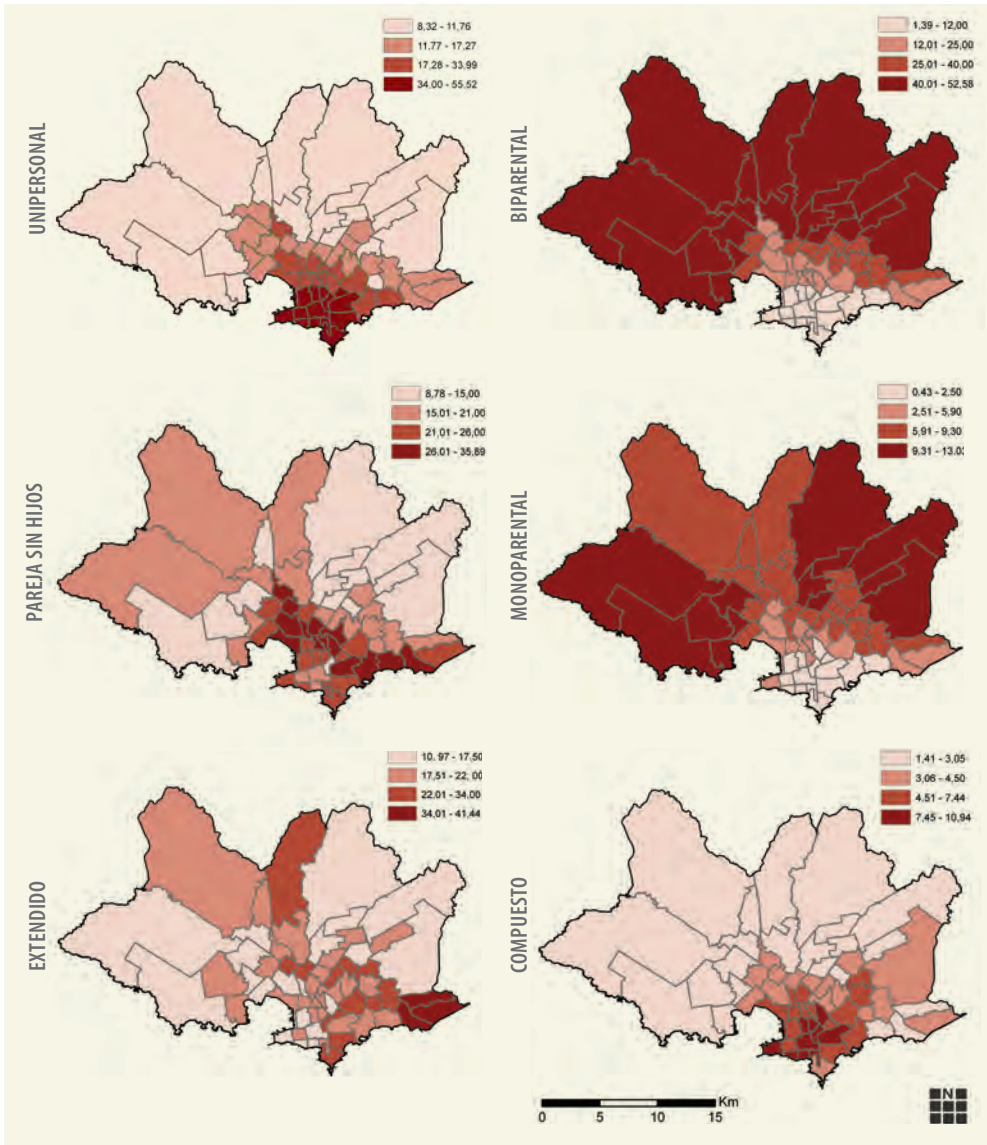 UNIPERSONAL
8,32 - 11,76
11,77 - 17,27
17,28 - 33,99
34,00 - 55,52
BIPARENTAL
1,39 - 12,00
12,01 - 25,00
25,01 - 40,00
40,01 - 52,58
PAREJA SIN HIJOS
8,78 - 15,00
15,01 - 21,00
21,01 - 26,00
26,01 - 35,89
MONOPARENTAL
0,43 - 2,50
2,51 - 5,90
5,91 - 9,30
9,31 - 13,0
EXTENDIDO
10, 97 - 17,50
17,51 - 22, 00
22,01 - 34,00
34,01 - 41,44
COMPUESTO
1,41 - 3,05
3,06 - 4,50
4,51 - 7,44
7,45 - 10,94
Km
0 5 10 15
N